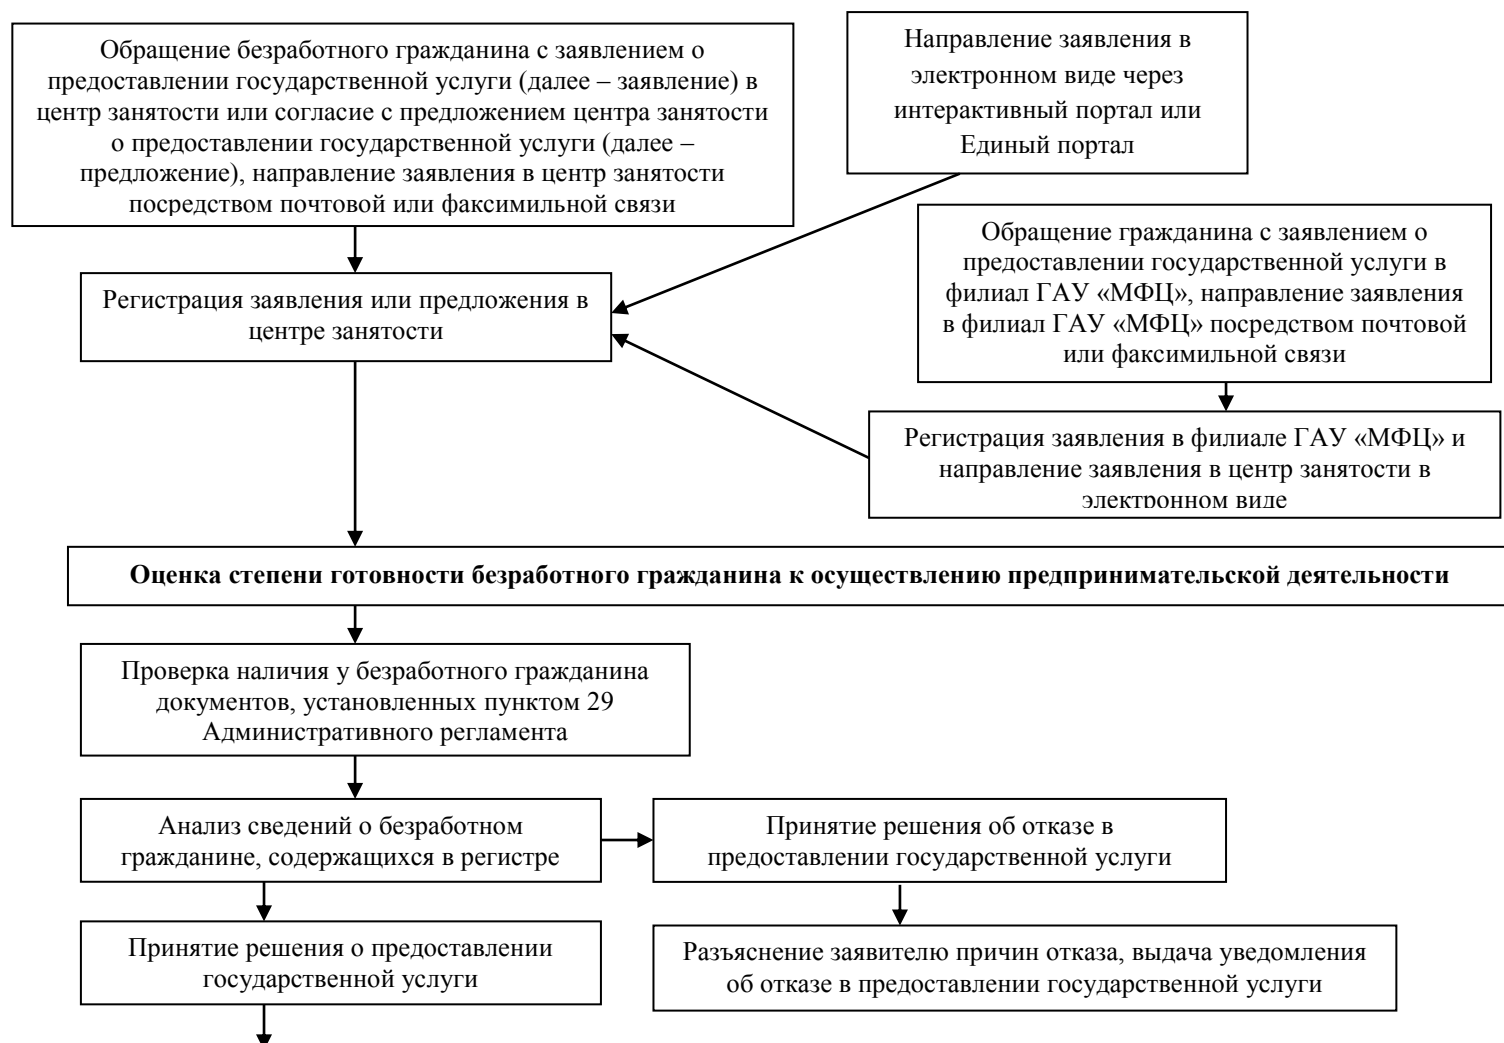 Обращение безработного гражданина с заявлением о
предоставлении государственной услуги (далее – заявление) в
центр занятости или согласие с предложением центра занятости
о предоставлении государственной услуги (далее –
предложение), направление заявления в центр занятости
посредством почтовой или факсимильной связи
Направление заявления в
электронном виде через
интерактивный портал или
Единый портал
Обращение гражданина с заявлением о
предоставлении государственной услуги в
филиал ГАУ «МФЦ», направление заявления
в филиал ГАУ «МФЦ» посредством почтовой
или факсимильной связи
Регистрация заявления или предложения в
центре занятости
Регистрация заявления в филиале ГАУ «МФЦ» и
направление заявления в центр занятости в
электронном виде
Оценка степени готовности безработного гражданина к осуществлению предпринимательской деятельности
Проверка наличия у безработного гражданина
документов, установленных пунктом 29
Административного регламента
Анализ сведений о безработном
гражданине, содержащихся в регистре
Принятие решения об отказе в
предоставлении государственной услуги
Принятие решения о предоставлении
государственной услуги
Разъяснение заявителю причин отказа, выдача уведомления
об отказе в предоставлении государственной услуги